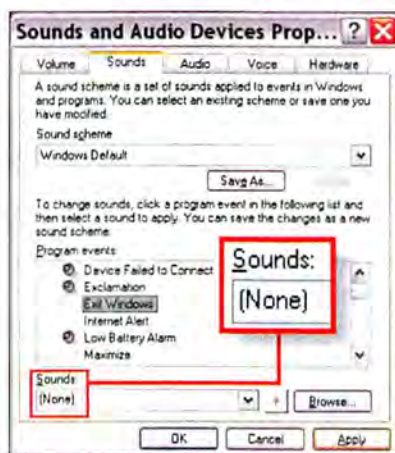 Sounds and Audio Devices Prop...
Volume Sounds Audio Voice Hardware
A sound scheme is a set of sounds applied to events in Windows
and programs. You can select an existing scheme or save one you
have modified.
Sound scheme
Windows Default
Save As...
To change sounds, click a program event in the following list and
then select a sound to apply. You can save the changes as a new
sound scheme.
Program events
Device Failed to Connect
Exclamation
Exit Windows
Internet Alert
Low Battery Alarm
Maximize
Sounds:
(None)
Sounds:
(None)
Browse...
OK Cancel Apply